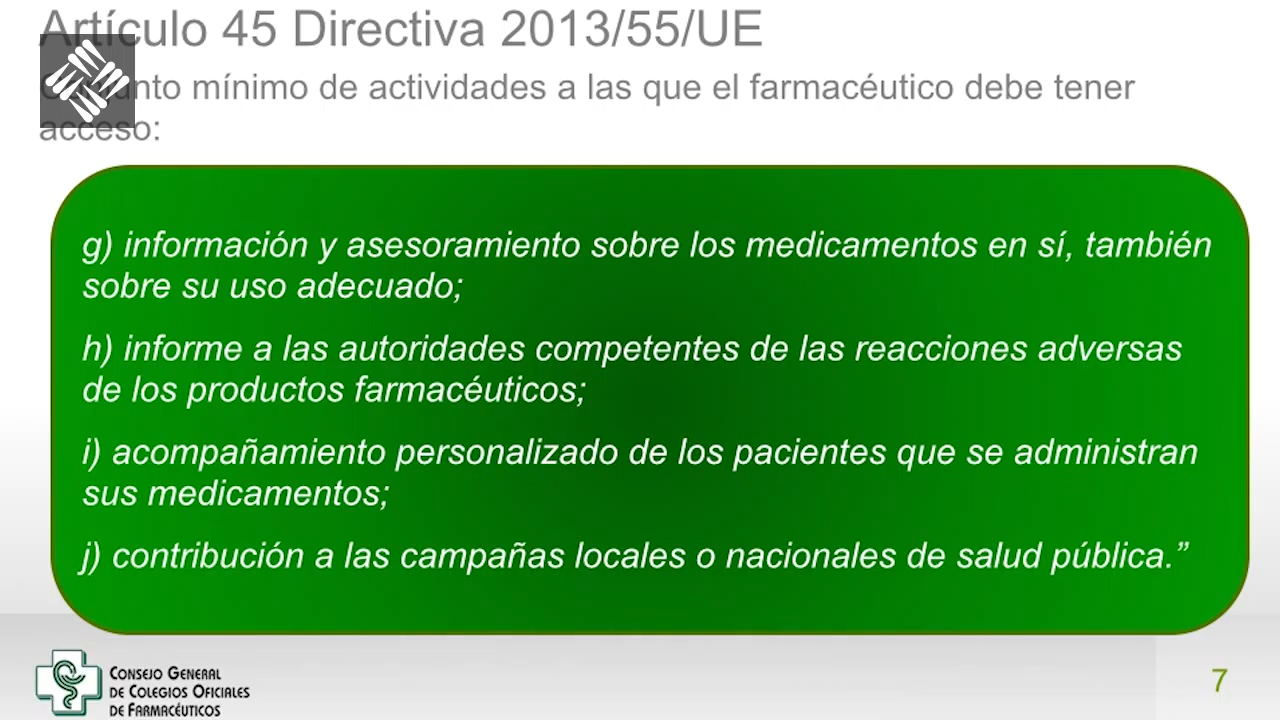 Artículo 45 Directiva 2013/55/UE
Conjunto mínimo de actividades a las que el farmacéutico debe tener
acceso:
g) información y asesoramiento sobre los medicamentos en sí, también
sobre su uso adecuado;
h) informe a las autoridades competentes de las reacciones adversas
de los productos farmacéuticos;
i) acompañamiento personalizado de los pacientes que se administran
sus medicamentos;
j) contribución a las campañas locales o nacionales de salud pública.”
CONSEJO GENERAL
DE COLEGIOS OFICIALES
DE FARMACÉUTICOS
7